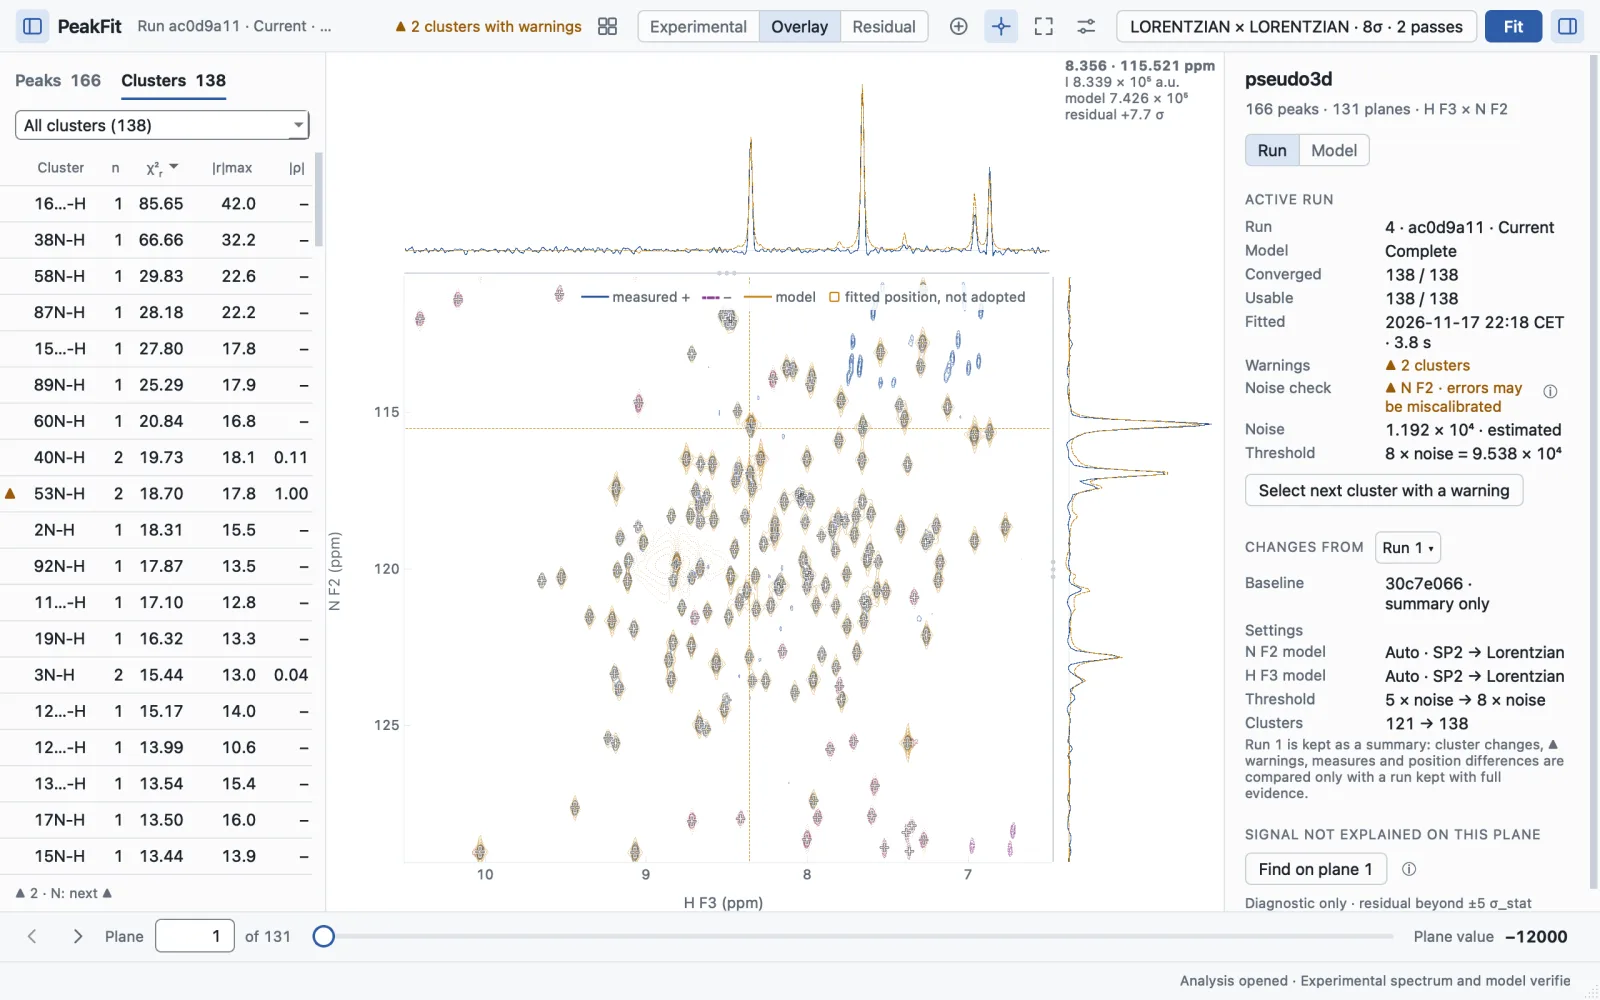 PeakFit
Run ac0d9a11 · Current · ...
▲ 2 clusters with warnings
Experimental
Overlay
Residual
LORENTZIAN × LORENTZIAN · 8σ · 2 passes
Fit
Peaks 166
Clusters 138
All clusters (138)
Cluster n χ²r |r|max |ρ|
16…-H 1 85.65 42.0 –
38N-H 1 66.66 32.2 –
58N-H 1 29.83 22.6 –
87N-H 1 28.18 22.2 –
15…-H 1 27.80 17.8 –
89N-H 1 25.29 17.9 –
60N-H 1 20.84 16.8 –
40N-H 2 19.73 18.1 0.11
▲ 53N-H 2 18.70 17.8 1.00
2N-H 1 18.31 15.5 –
92N-H 1 17.87 13.5 –
11…-H 1 17.10 12.8 –
19N-H 1 16.32 13.3 –
3N-H 2 15.44 13.0 0.04
12…-H 1 15.17 14.0 –
12…-H 1 13.99 10.6 –
13…-H 1 13.54 15.4 –
17N-H 1 13.50 16.0 –
15N-H 1 13.44 13.9 –
▲ 2 · N: next ▲
8.356 · 115.521 ppm
I 8.339 × 10⁵ a.u.
model 7.426 × 10⁵
residual +7.7 σ
measured + – model fitted position, not adopted
115
120
125
N F2 (ppm)
10 9 8 7
H F3 (ppm)
pseudo3d
166 peaks · 131 planes · H F3 × N F2
Run
Model
ACTIVE RUN
Run 4 · ac0d9a11 · Current
Model Complete
Converged 138 / 138
Usable 138 / 138
Fitted 2026-11-17 22:18 CET
· 3.8 s
Warnings ▲ 2 clusters
Noise check ▲ N F2 · errors may
be miscalibrated
Noise 1.192 × 10⁴ · estimated
Threshold 8 × noise = 9.538 × 10⁴
Select next cluster with a warning
CHANGES FROM Run 1
Baseline 30c7e066 ·
summary only
Settings
N F2 model Auto · SP2 → Lorentzian
H F3 model Auto · SP2 → Lorentzian
Threshold 5 × noise → 8 × noise
Clusters 121 → 138
Run 1 is kept as a summary: cluster changes, ▲
warnings, measures and position differences are
compared only with a run kept with full
evidence.
SIGNAL NOT EXPLAINED ON THIS PLANE
Find on plane 1
Diagnostic only · residual beyond ±5 σ_stat
Plane 1 of 131
Plane value −12000
Analysis opened · Experimental spectrum and model verifie